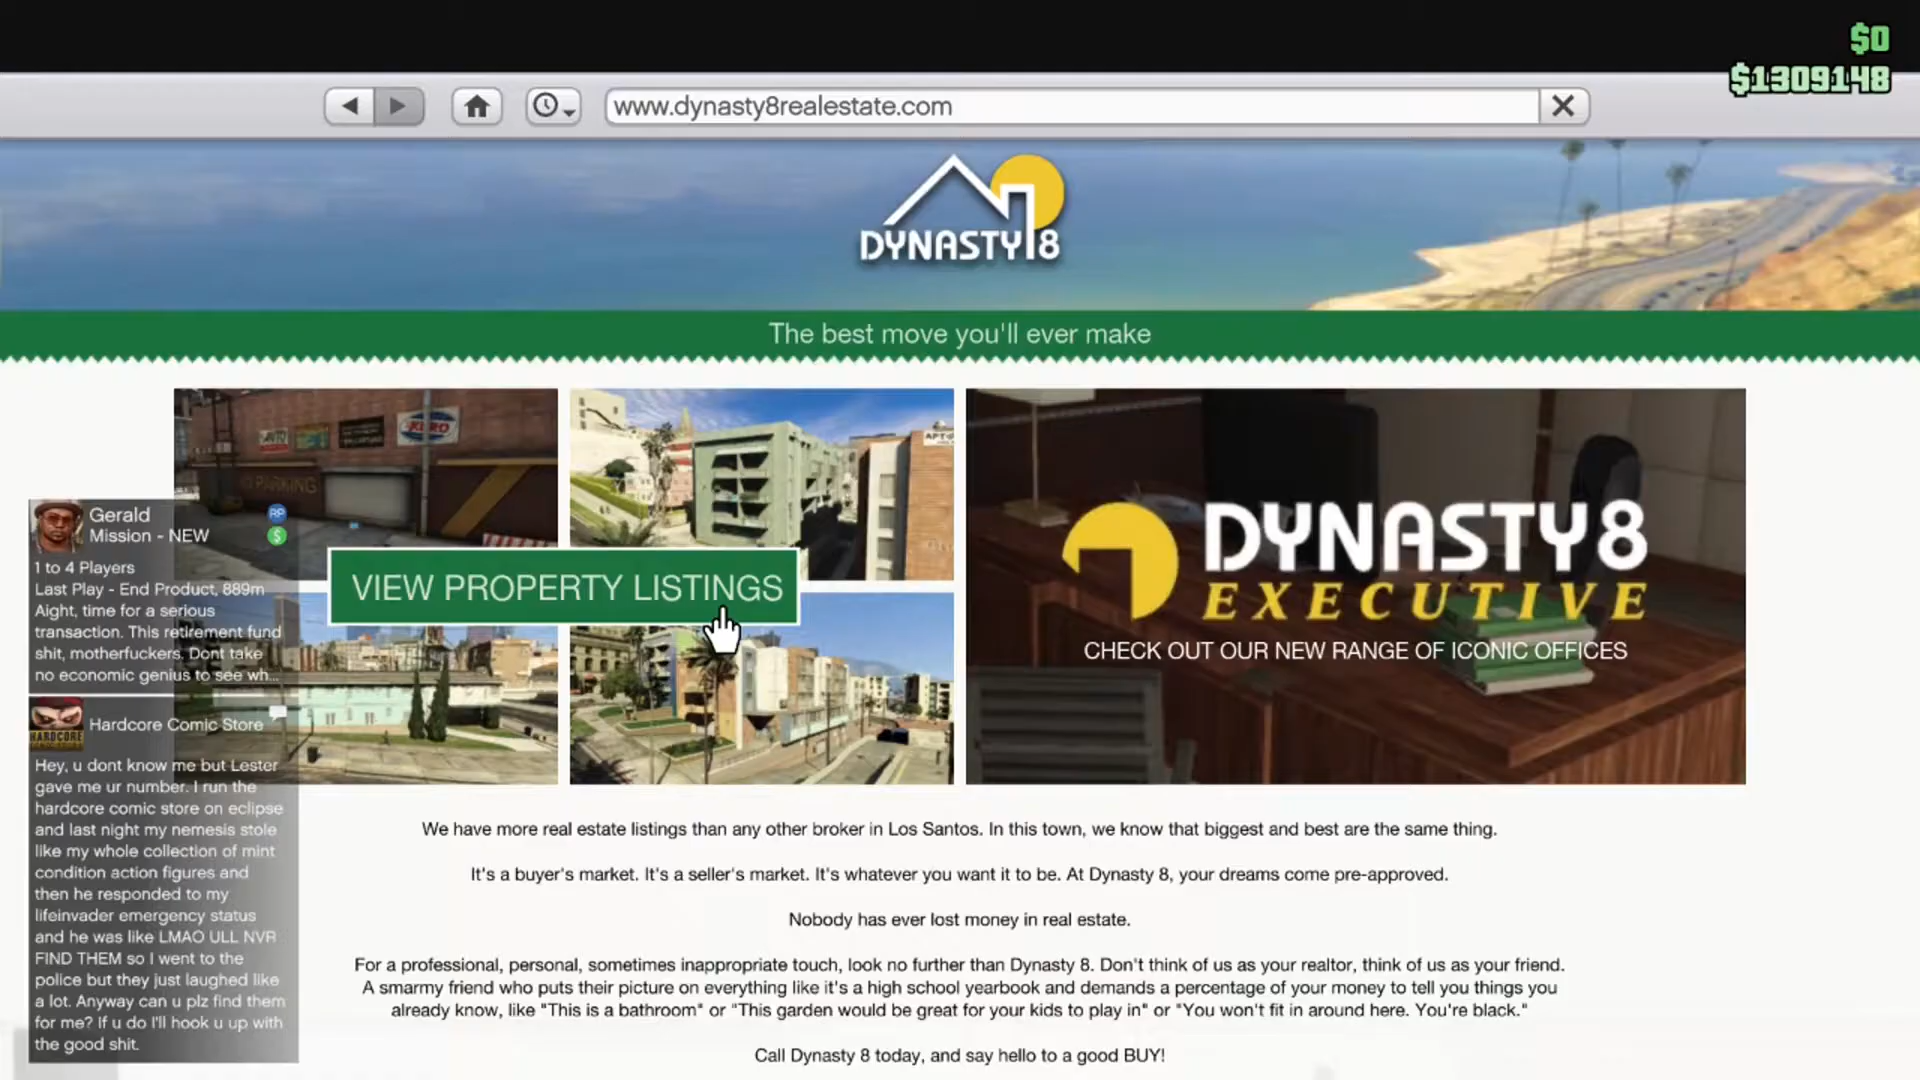 $0
$1309148
www.dynasty8realestate.com
DYNASTY 8
The best move you'll ever make
PARKING
VIEW PROPERTY LISTINGS
DYNASTY8
EXECUTIVE
CHECK OUT OUR NEW RANGE OF ICONIC OFFICES
Gerald
Mission - NEW
RP
$
1 to 4 Players
Last Play - End Product, 889m
Aight, time for a serious
transaction. This retirement fund
shit, motherfuckers. Dont take
no economic genius to see wh...
HARDCORE
Hardcore Comic Store
Hey, u dont know me but Lester
gave me ur number. I run the
hardcore comic store on eclipse
and last night my nemesis stole
like my whole collection of mint
condition action figures and
then he responded to my
lifeinvader emergency status
and he was like LMAO ULL NVR
FIND THEM so I went to the
police but they just laughed like
a lot. Anyway can u plz find them
for me? If u do I'll hook u up with
the good shit.
We have more real estate listings than any other broker in Los Santos. In this town, we know that biggest and best are the same thing.
It's a buyer's market. It's a seller's market. It's whatever you want it to be. At Dynasty 8, your dreams come pre-approved.
Nobody has ever lost money in real estate.
For a professional, personal, sometimes inappropriate touch, look no further than Dynasty 8. Don't think of us as your realtor, think of us as your friend.
A smarmy friend who puts their picture on everything like it's a high school yearbook and demands a percentage of your money to tell you things you
already know, like "This is a bathroom" or "This garden would be great for your kids to play in" or "You won't fit in around here. You're black."
Call Dynasty 8 today, and say hello to a good BUY!